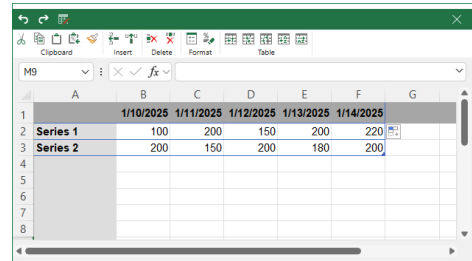 Clipboard Insert Delete Format Table
M9 fx
A B C D E F G
1 1/10/2025 1/11/2025 1/12/2025 1/13/2025 1/14/2025
2 Series 1 100 200 150 200 220
3 Series 2 200 150 200 180 200
4
5
6
7
8